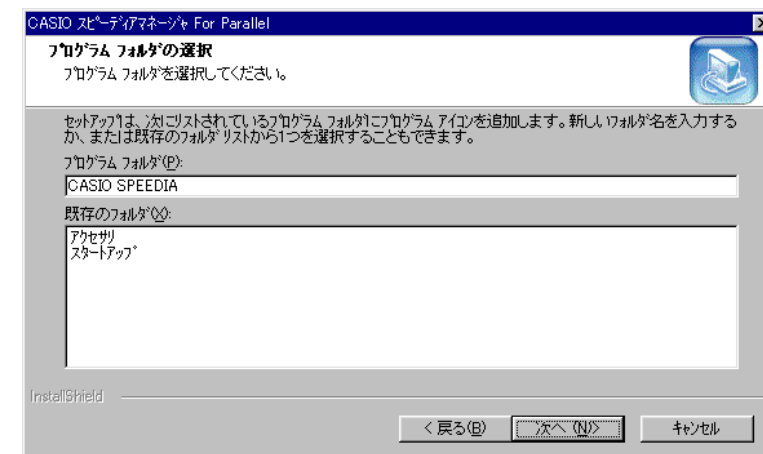 CASIO スピーディアマネージャ For Parallel
プログラム フォルダの選択
プログラム フォルダを選択してください。
セットアップは、次にリストされているプログラム フォルダにプログラム アイコンを追加します。新しいフォルダ名を入力する
か、または既存のフォルダ リストから1つを選択することもできます。
プログラム フォルダ(P):
CASIO SPEEDIA
既存のフォルダ(X):
アクセサリ
スタートアップ
InstallShield
< 戻る(B)
次へ (N)>
キャンセル